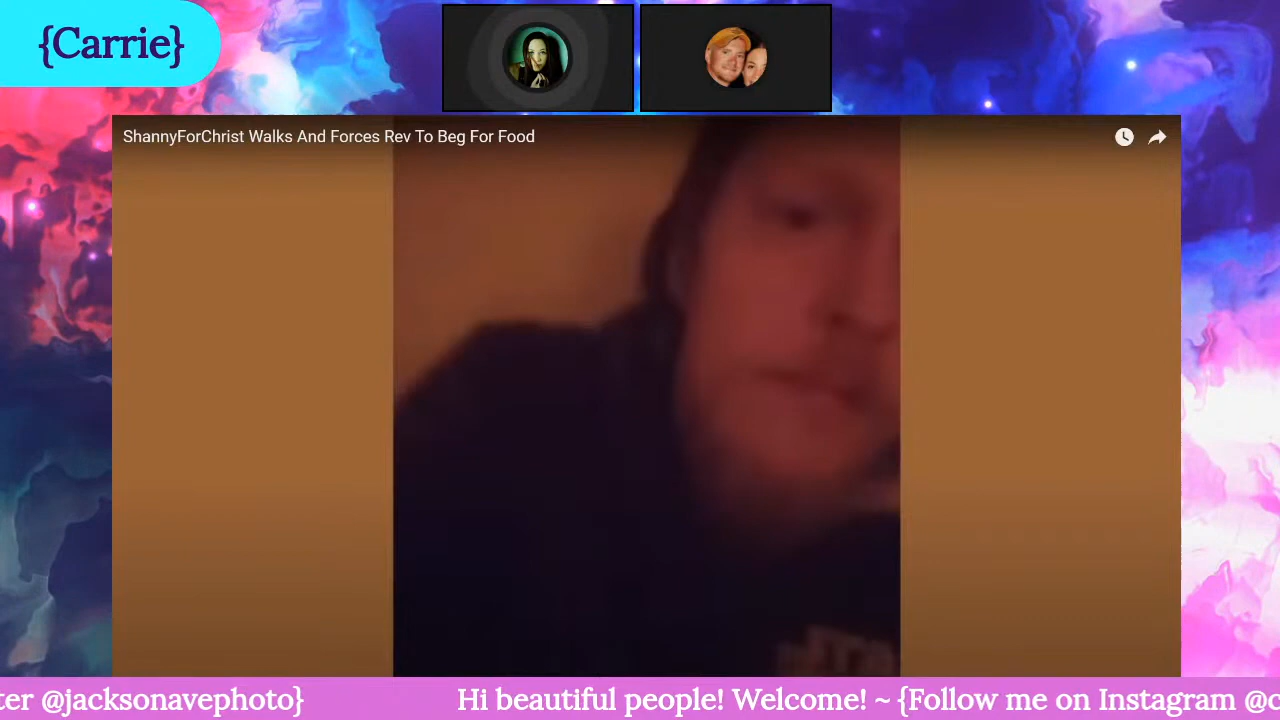 {Carrie}
ShannyForChrist Walks And Forces Rev To Beg For Food
ter @jacksonavephoto} Hi beautiful people! Welcome! ~ {Follow me on Instagram @c